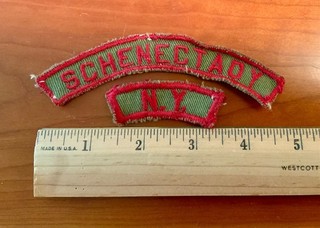 SCHENECTADY
N.Y.
MADE IN U.S.A. 1 2 3 4 5
WESTCOTT